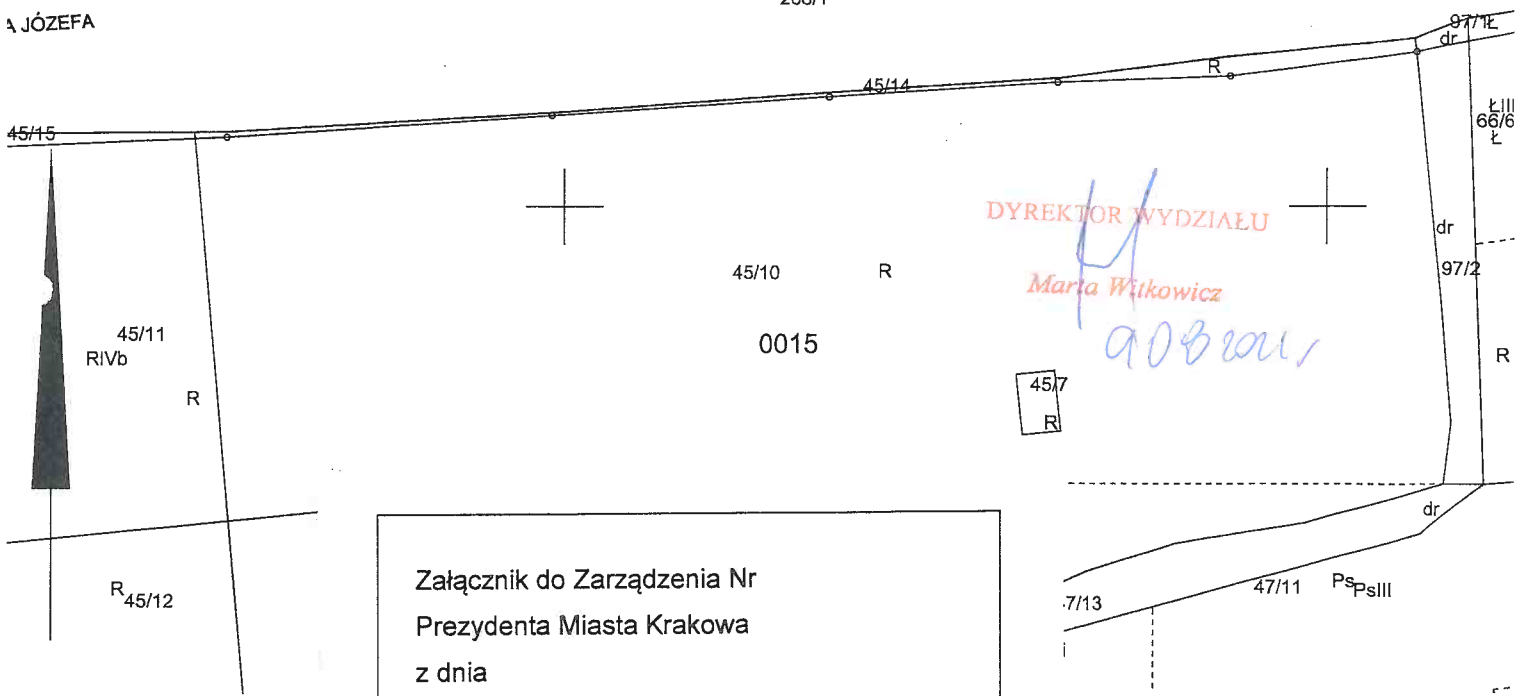 A JÓZEFA
97/1Ł
dr
R
45/14
ŁIII
66/6
Ł
45/15
DYREKTOR WYDZIAŁU
dr
45/10 R
97/2
Marta Witkowicz
45/11
RIVb
0015
R
45/7
R
R
dr
Załącznik do Zarządzenia Nr
R 45/12
7/13
47/11
Ps PsIII
Prezydenta Miasta Krakowa
z dnia